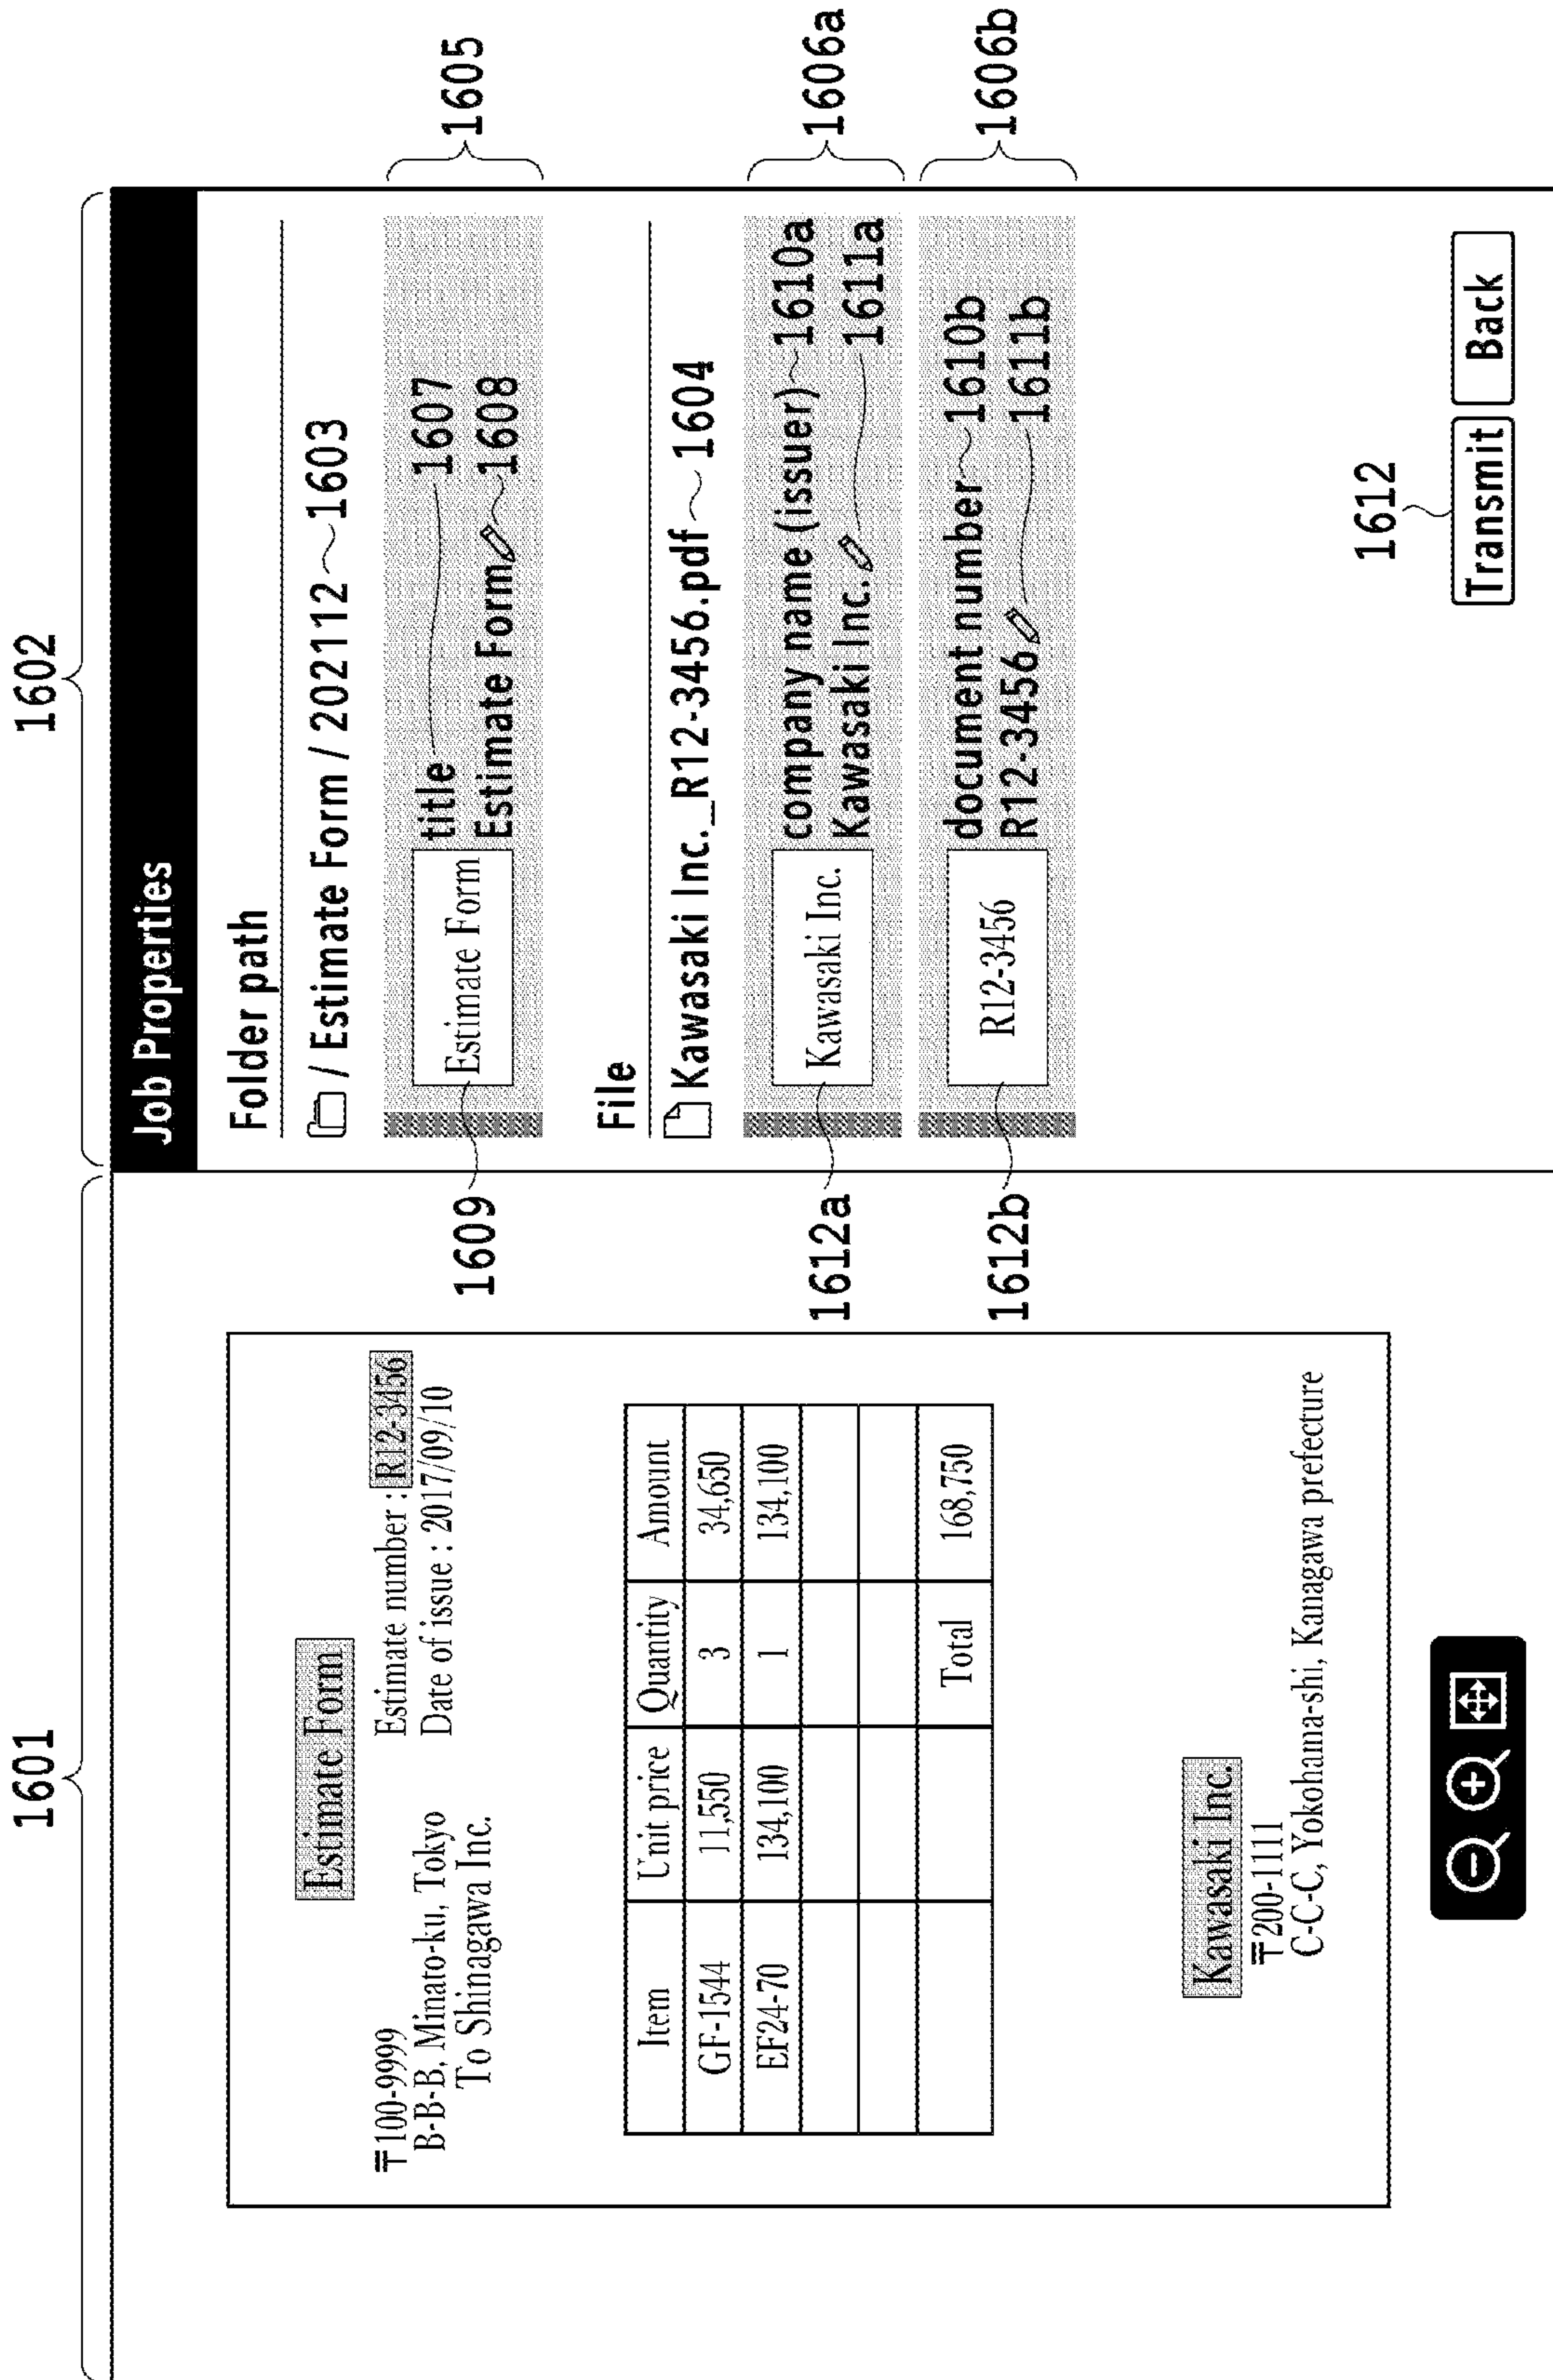 1601
1602
〒100-9999
B-B-B, Minato-ku, Tokyo
To Shinagawa Inc.
Estimate Form
Estimate number : R12-3456
Date of issue : 2017/09/10
Item Unit price Quantity Amount
GF-1544 11,550 3 34,650
EF24-70 134,100 1 134,100
Total 168,750
Kawasaki Inc.
〒200-1111
C-C-C, Yokohama-shi, Kanagawa prefecture
Job Properties
Folder path
/ Estimate Form / 202112 1603
1609
Estimate Form
title 1607
Estimate Form 1608
1605
File
Kawasaki Inc._R12-3456.pdf 1604
1612a
Kawasaki Inc.
company name (issuer) 1610a
Kawasaki Inc. 1611a
1606a
1612b
R12-3456
document number 1610b
R12-3456 1611b
1606b
1612
Transmit Back